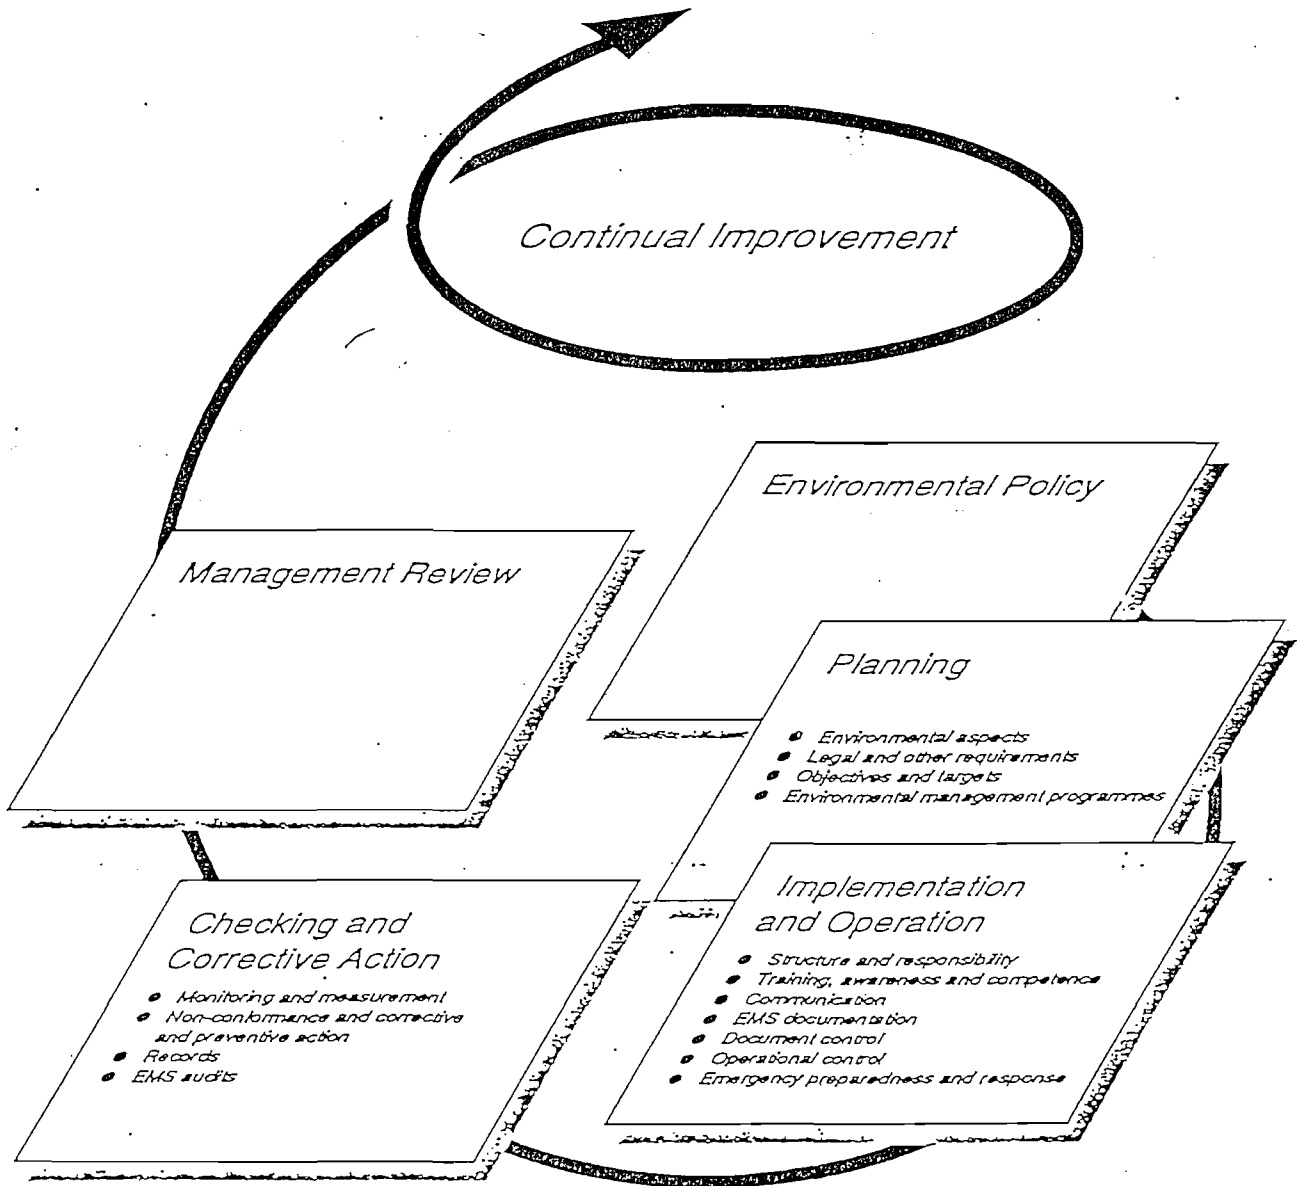 Continual Improvement
Environmental Policy
Management Review
Planning
• Environmental aspects
• Legal and other requirements
• Objectives and targets
• Environmental management programmes
Implementation
and Operation
• Structure and responsibility
• Training, awareness and competence
• Communication
• EMS documentation
• Document control
• Operational control
• Emergency preparedness and response
Checking and
Corrective Action
• Monitoring and measurement
• Non-conformance and corrective
and preventive action
• Records
• EMS audits